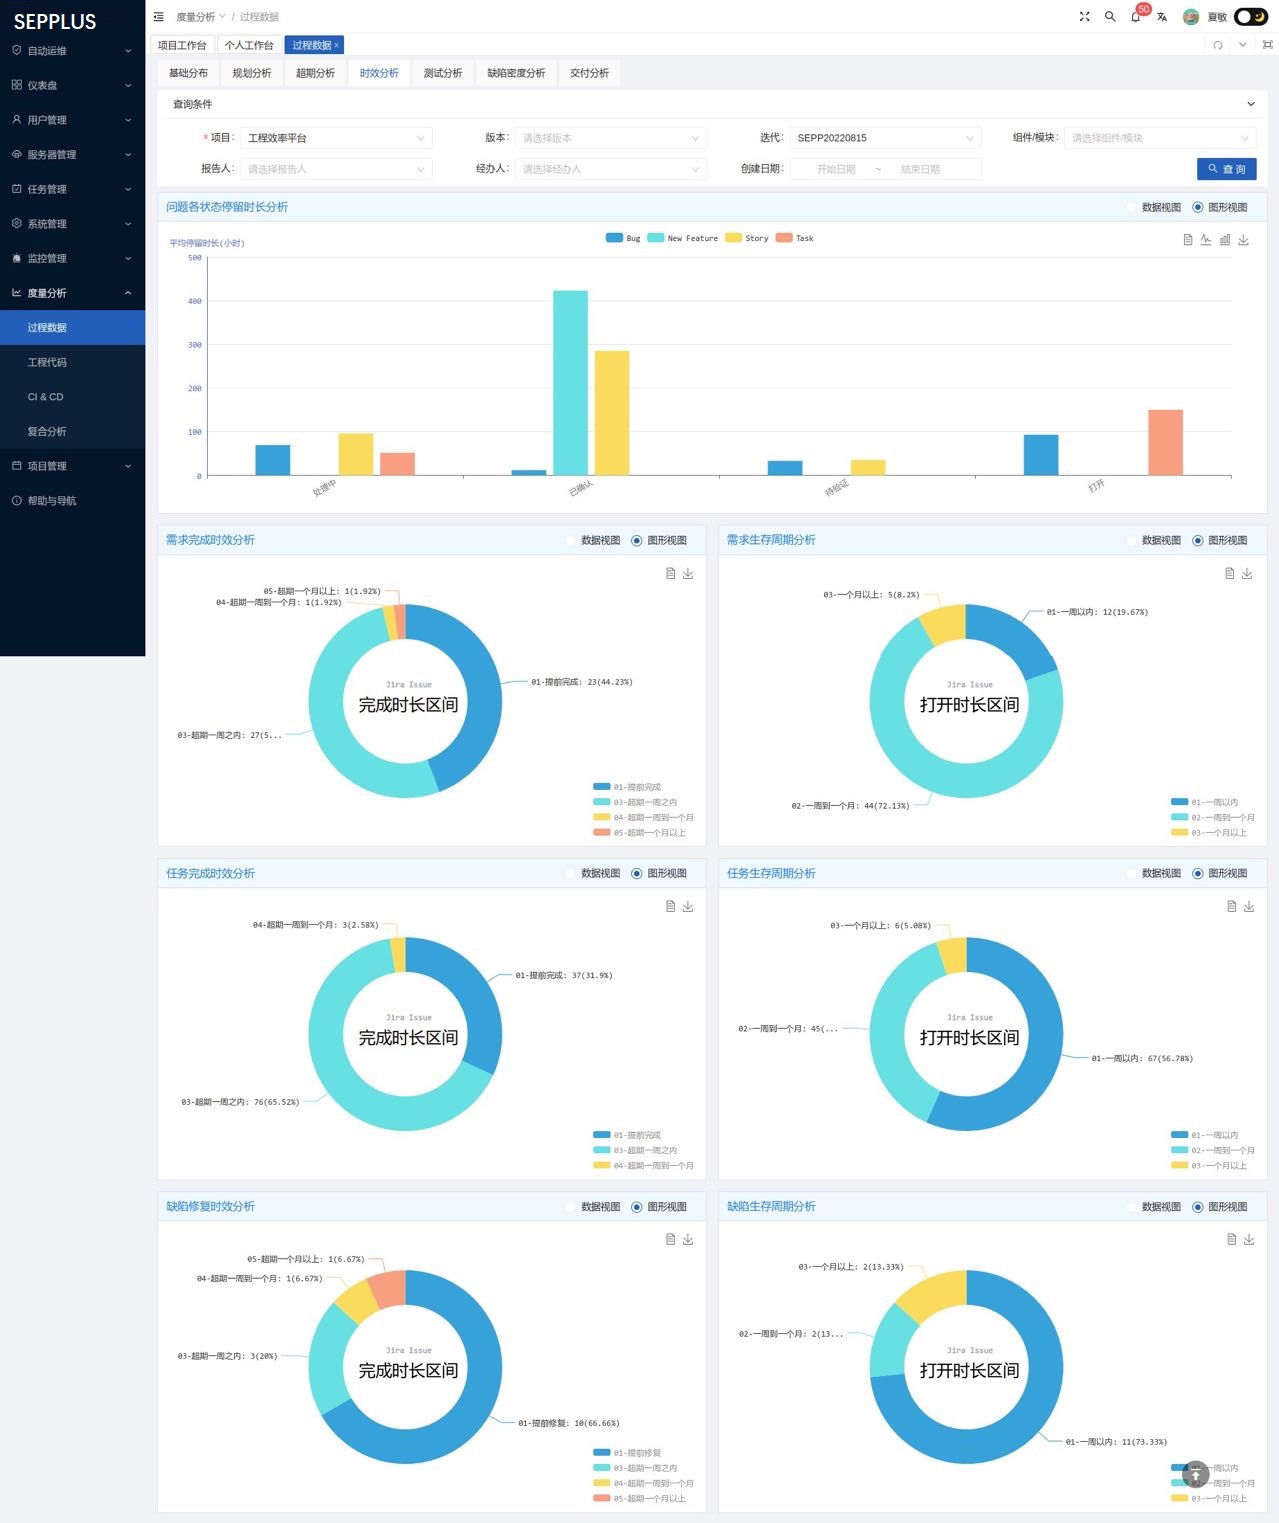 SEPPLUS
自动运维
仪表盘
用户管理
服务器管理
任务管理
系统管理
监控管理
度量分析
过程数据
工程代码
CI & CD
复合分析
项目管理
帮助与导航
度量分析 / 过程数据
50
夏敏
项目工作台 个人工作台 过程数据 ×
基础分布 规划分析 超期分析 时效分析 测试分析 缺陷密度分析 交付分析
查询条件
* 项目: 工程效率平台 版本: 请选择版本 迭代: SEPP20220815 组件/模块: 请选择组件/模块
报告人: 请选择报告人 经办人: 请选择经办人 创建日期: 开始日期 ~ 结束日期 查 询
问题各状态停留时长分析 数据视图 图形视图
平均停留时长(小时)
Bug New Feature Story Task
500
400
300
200
100
0
处理中 已确认 待验证 打开
需求完成时效分析 数据视图 图形视图
05-超期一个月以上: 1(1.92%)
04-超期一周到一个月: 1(1.92%)
01-提前完成: 23(44.23%)
Jira Issue
完成时长区间
03-超期一周之内: 27(5...
01-提前完成
03-超期一周之内
04-超期一周到一个月
05-超期一个月以上
需求生存周期分析 数据视图 图形视图
03-一个月以上: 5(8.2%)
01-一周以内: 12(19.67%)
Jira Issue
打开时长区间
02-一周到一个月: 44(72.13%)
01-一周以内
02-一周到一个月
03-一个月以上
任务完成时效分析 数据视图 图形视图
04-超期一周到一个月: 3(2.58%)
01-提前完成: 37(31.9%)
Jira Issue
完成时长区间
03-超期一周之内: 76(65.52%)
01-提前完成
03-超期一周之内
04-超期一周到一个月
任务生存周期分析 数据视图 图形视图
03-一个月以上: 6(5.08%)
Jira Issue
02-一周到一个月: 45(...
打开时长区间
01-一周以内: 67(56.78%)
01-一周以内
02-一周到一个月
03-一个月以上
缺陷修复时效分析 数据视图 图形视图
05-超期一个月以上: 1(6.67%)
04-超期一周到一个月: 1(6.67%)
Jira Issue
03-超期一周之内: 3(20%)
完成时长区间
01-提前修复: 10(66.66%)
01-提前修复
03-超期一周之内
04-超期一周到一个月
05-超期一个月以上
缺陷生存周期分析 数据视图 图形视图
03-一个月以上: 2(13.33%)
02-一周到一个月: 2(13...
Jira Issue
打开时长区间
01-一周以内: 11(73.33%)
一周以内
一周到一个月
03-一个月以上